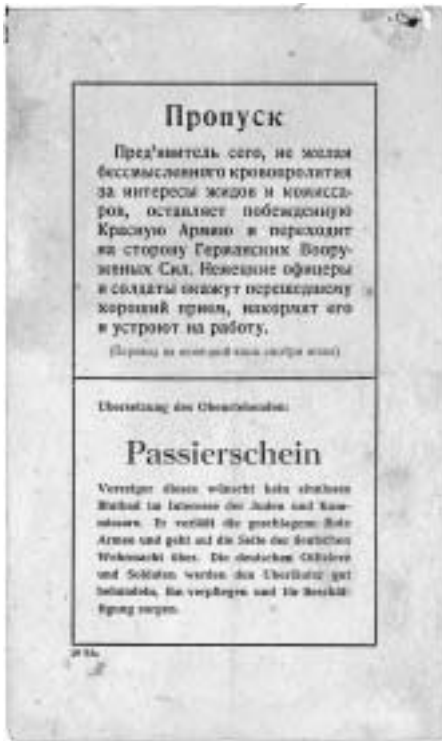 Пропуск
Пред'явитель сего, не желая
бессмысленного кровопролития
за интересы жидов и комисса-
ров, оставляет побежденную
Красную Армию и переходит
на сторону Германских Воору-
женных Сил. Немецкие офицеры
и солдаты окажут перешедшему
хороший прием, накормят его
и устроют на работу.
(Перевод на немецкий язык смотри ниже)
Übersetzung des Obenstehenden:
Passierschein
Vorzeiger dieses wünscht kein sinnloses
Blutbad im Interesse der Juden und Kom-
missare. Er verläßt die geschlagene Rote
Armee und geht auf die Seite der deutschen
Wehrmacht über. Die deutschen Offiziere
und Soldaten werden den Überläufer gut
behandeln, ihn verpflegen und für Beschäf-
tigung sorgen.